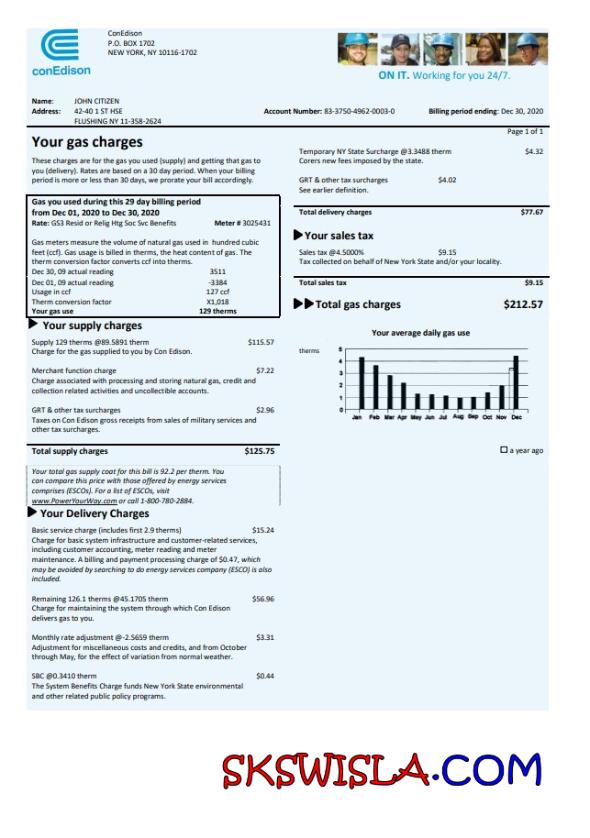 conEdison
ConEdison
P.O. BOX 1702
NEW YORK, NY 10116-1702
ON IT. Working for you 24/7.
Name: JOHN CITIZEN
Address: 42-40 1 ST HSE
FLUSHING NY 11-358-2624
Account Number: 83-3750-4962-0003-0
Billing period ending: Dec 30, 2020
Page 1 of 1
Your gas charges
These charges are for the gas you used (supply) and getting that gas to
you (delivery). Rates are based on a 30 day period. When your billing
period is more or less than 30 days, we prorate your bill accordingly.
Gas you used during this 29 day billing period
from Dec 01, 2020 to Dec 30, 2020
Rate: GS3 Resid or Relig Htg Soc Svc Benefits Meter # 3025431
Gas meters measure the volume of natural gas used in hundred cubic
feet (ccf). Gas usage is billed in therms, the heat content of gas. The
therm conversion factor converts ccf into therms.
Dec 30, 09 actual reading 3511
Dec 01, 09 actual reading -3384
Usage in ccf 127 ccf
Therm conversion factor X1,018
Your gas use 129 therms
Your supply charges
Supply 129 therms @89.5891 therm $115.57
Charge for the gas supplied to you by Con Edison.
Merchant function charge $7.22
Charge associated with processing and storing natural gas, credit and
collection related activities and uncollectible accounts.
GRT & other tax surcharges $2.96
Taxes on Con Edison gross receipts from sales of military services and
other tax surcharges.
Total supply charges $125.75
Your total gas supply coat for this bill is 92.2 per therm. You
can compare this price with those offered by energy services
comprises (ESCOs). For a list of ESCOs, visit
www.PowerYourWay.com or call 1-800-780-2884.
Your Delivery Charges
Basic service charge (includes first 2.9 therms) $15.24
Charge for basic system infrastructure and customer-related services,
including customer accounting, meter reading and meter
maintenance. A billing and payment processing charge of $0.47, which
may be avoided by searching to do energy services company (ESCO) is also
included.
Remaining 126.1 therms @45.1705 therm $56.96
Charge for maintaining the system through which Con Edison
delivers gas to you.
Monthly rate adjustment @-2.5659 therm $3.31
Adjustment for miscellaneous costs and credits, and from October
through May, for the effect of variation from normal weather.
SBC @0.3410 therm $0.44
The System Benefits Charge funds New York State environmental
and other related public policy programs.
Temporary NY State Surcharge @3.3488 therm $4.32
Corers new fees imposed by the state.
GRT & other tax surcharges $4.02
See earlier definition.
Total delivery charges $77.67
Your sales tax
Sales tax @4.5000% $9.15
Tax collected on behalf of New York State and/or your locality.
Total sales tax $9.15
Total gas charges $212.57
Your average daily gas use
therms
5
4
3
2
1
0
Jan Feb Mar Apr May Jun July Aug Sep Oct Nov Dec
a year ago
SKSWISLA.COM